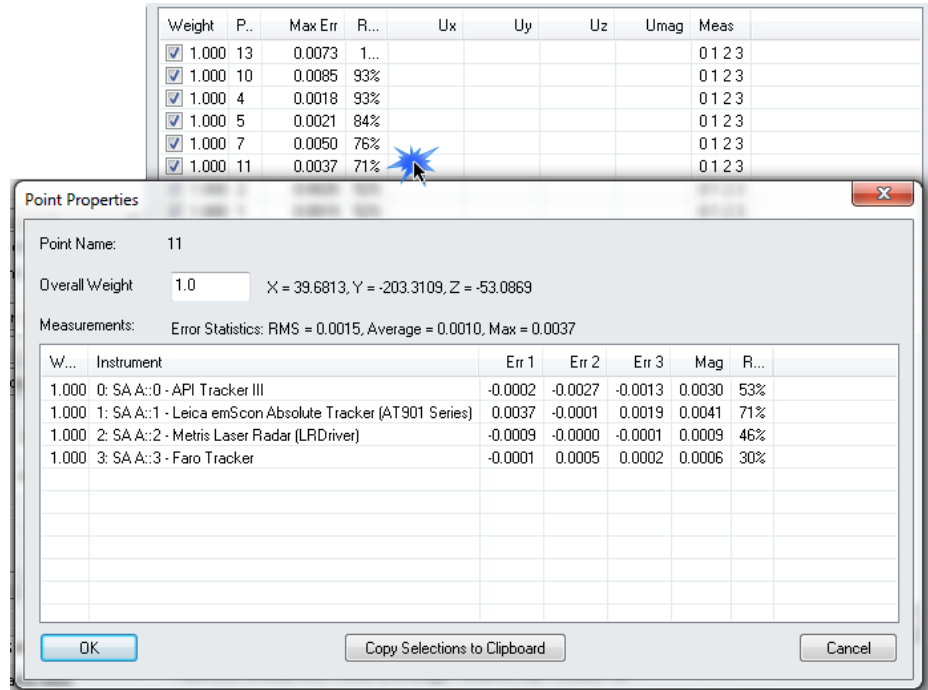 Weight P.. Max Err R... Ux Uy Uz Umag Meas
1.000 13 0.0073 1... 0 1 2 3
1.000 10 0.0085 93% 0 1 2 3
1.000 4 0.0018 93% 0 1 2 3
1.000 5 0.0021 84% 0 1 2 3
1.000 7 0.0050 76% 0 1 2 3
1.000 11 0.0037 71% 0 1 2 3
Point Properties
Point Name: 11
Overall Weight 1.0 X = 39.6813, Y = -203.3109, Z = -53.0869
Measurements: Error Statistics: RMS = 0.0015, Average = 0.0010, Max = 0.0037
W... Instrument Err 1 Err 2 Err 3 Mag R...
1.000 0: SA A::0 - API Tracker III -0.0002 -0.0027 -0.0013 0.0030 53%
1.000 1: SA A::1 - Leica emScon Absolute Tracker (AT901 Series) 0.0037 -0.0001 0.0019 0.0041 71%
1.000 2: SA A::2 - Metris Laser Radar (LRDriver) -0.0009 -0.0000 -0.0001 0.0009 46%
1.000 3: SA A::3 - Faro Tracker -0.0001 0.0005 0.0002 0.0006 30%
OK Copy Selections to Clipboard Cancel